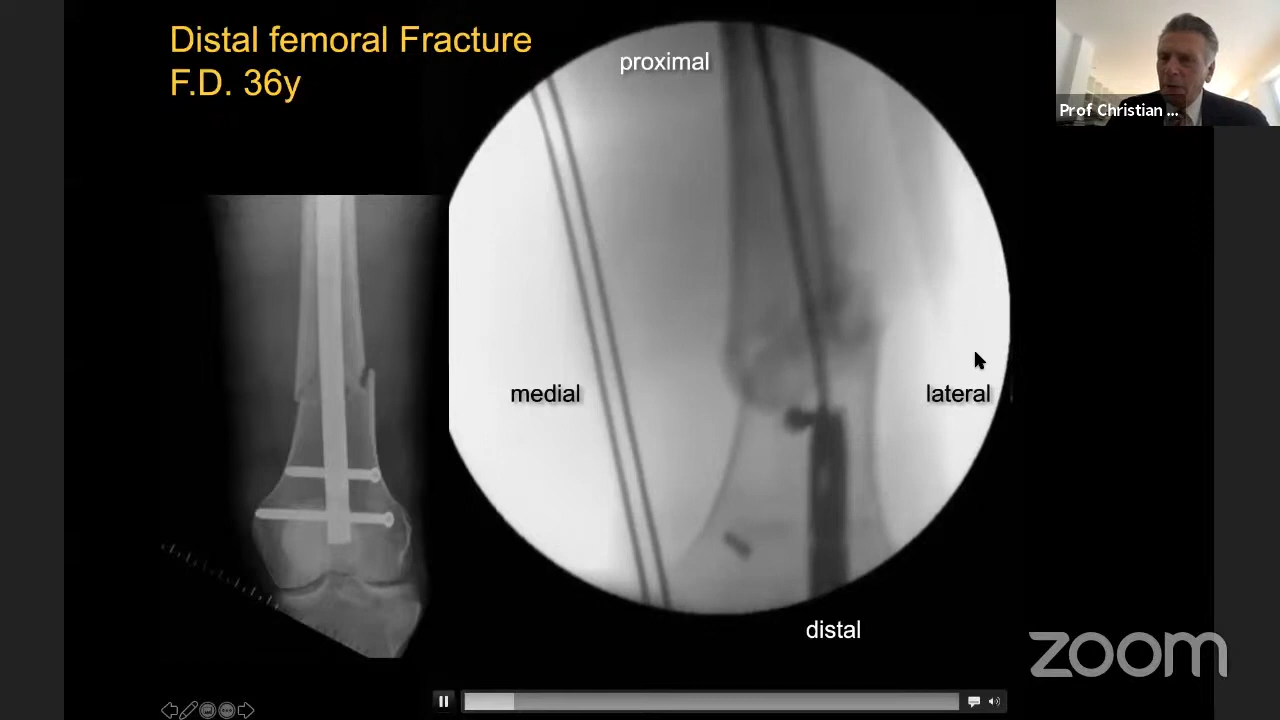 Distal femoral Fracture
F.D. 36y
proximal
Prof Christian ...
medial
lateral
distal
zoom